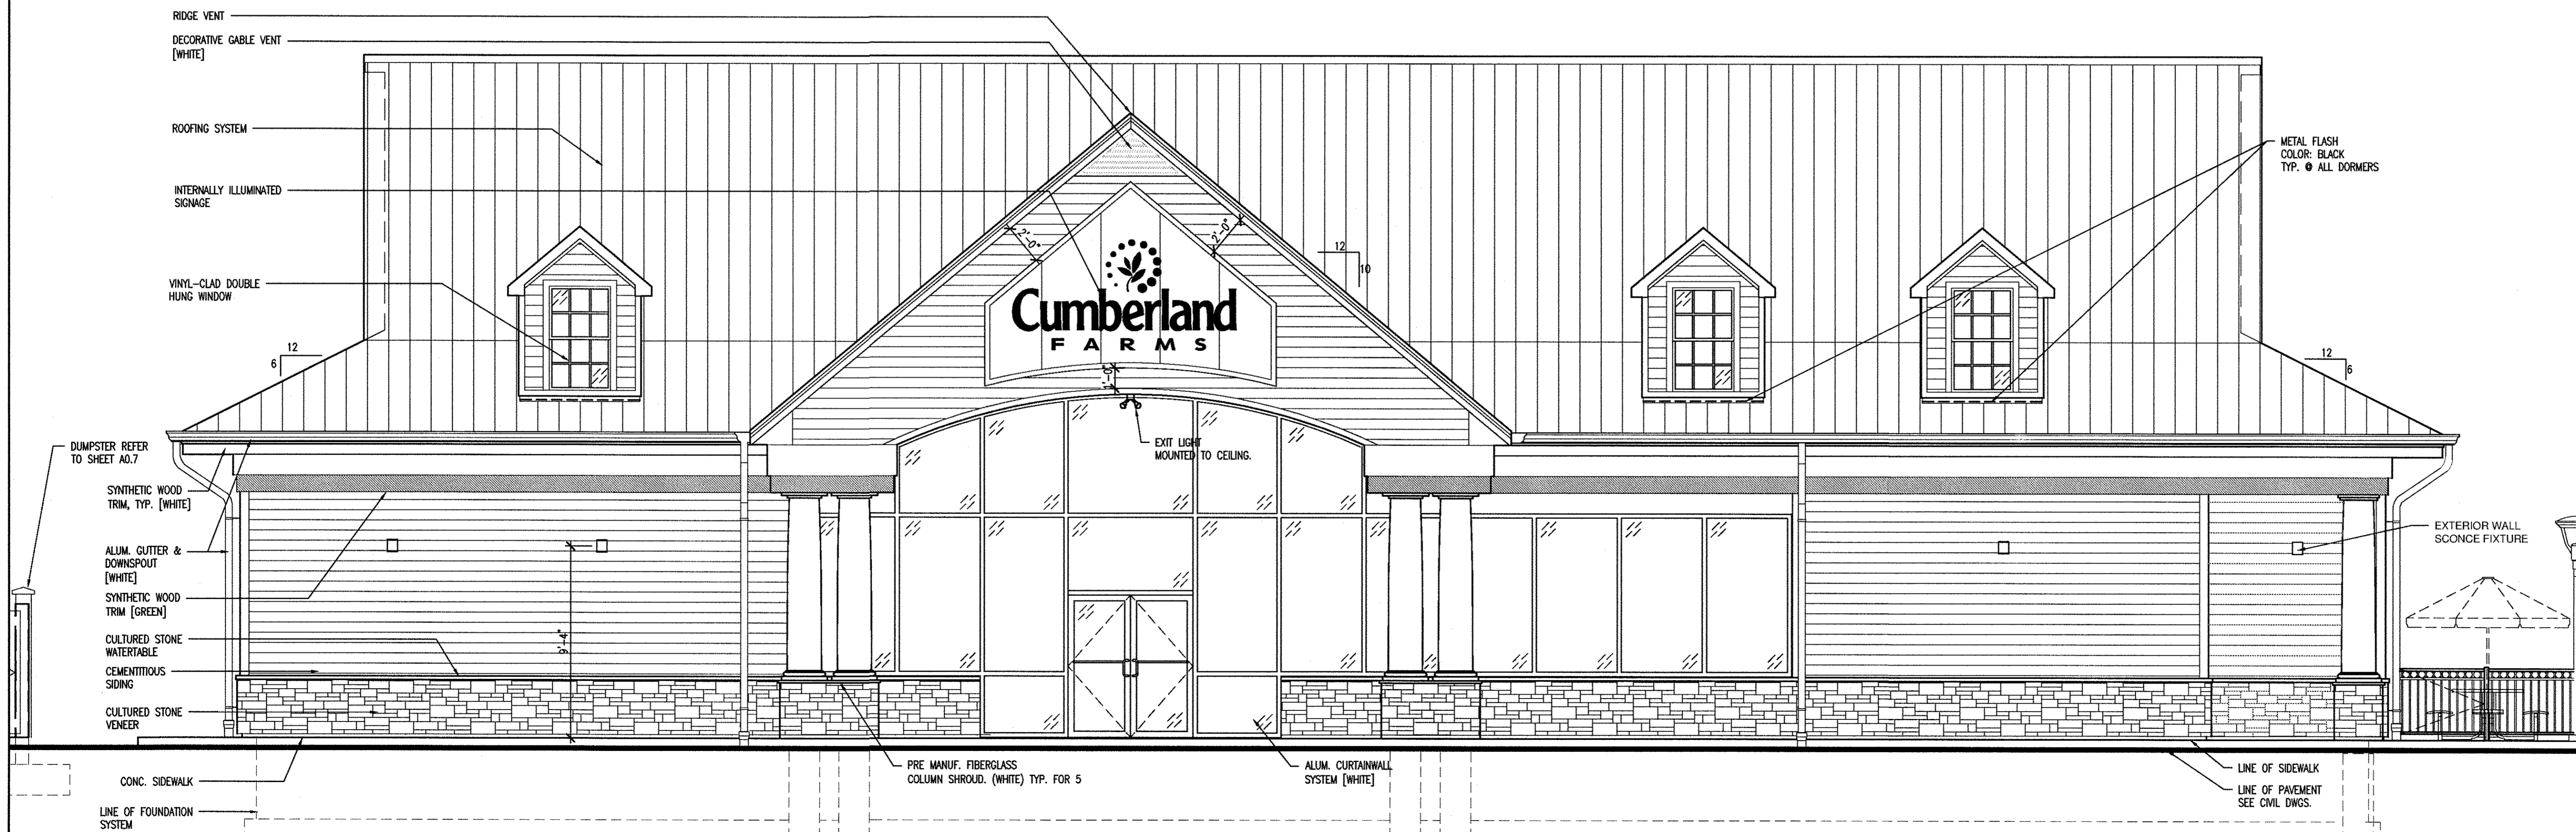 RIDGE VENT
DECORATIVE GABLE VENT
[WHITE]
ROOFING SYSTEM
INTERNALLY ILLUMINATED
SIGNAGE
VINYL-CLAD DOUBLE
HUNG WINDOW
12
6
DUMPSTER REFER
TO SHEET A0.7
SYNTHETIC WOOD
TRIM, TYP. [WHITE]
ALUM. GUTTER &
DOWNSPOUT
[WHITE]
SYNTHETIC WOOD
TRIM [GREEN]
CULTURED STONE
WATERTABLE
CEMENTITIOUS
SIDING
CULTURED STONE
VENEER
CONC. SIDEWALK
LINE OF FOUNDATION
SYSTEM
9'-4"
2'-0"
2'-0"
Cumberland
FARMS
1'-0"
12
10
EXIT LIGHT
MOUNTED TO CEILING.
PRE MANUF. FIBERGLASS
COLUMN SHROUD. (WHITE) TYP. FOR 5
ALUM. CURTAINWALL
SYSTEM [WHITE]
METAL FLASH
COLOR: BLACK
TYP. @ ALL DORMERS
12
6
EXTERIOR WALL
SCONCE FIXTURE
LINE OF SIDEWALK
LINE OF PAVEMENT
SEE CIVIL DWGS.